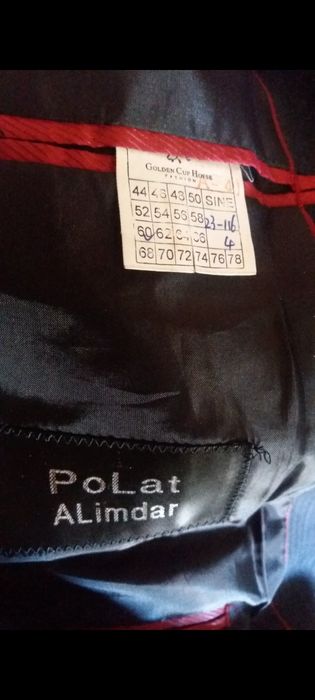 GOLDEN CUP HORSE
FASHION
44 46 48 50 SINE
52 54 56 58 23-116
60 62 64 66 4
68 70 72 74 76 78
PoLat
ALimdar